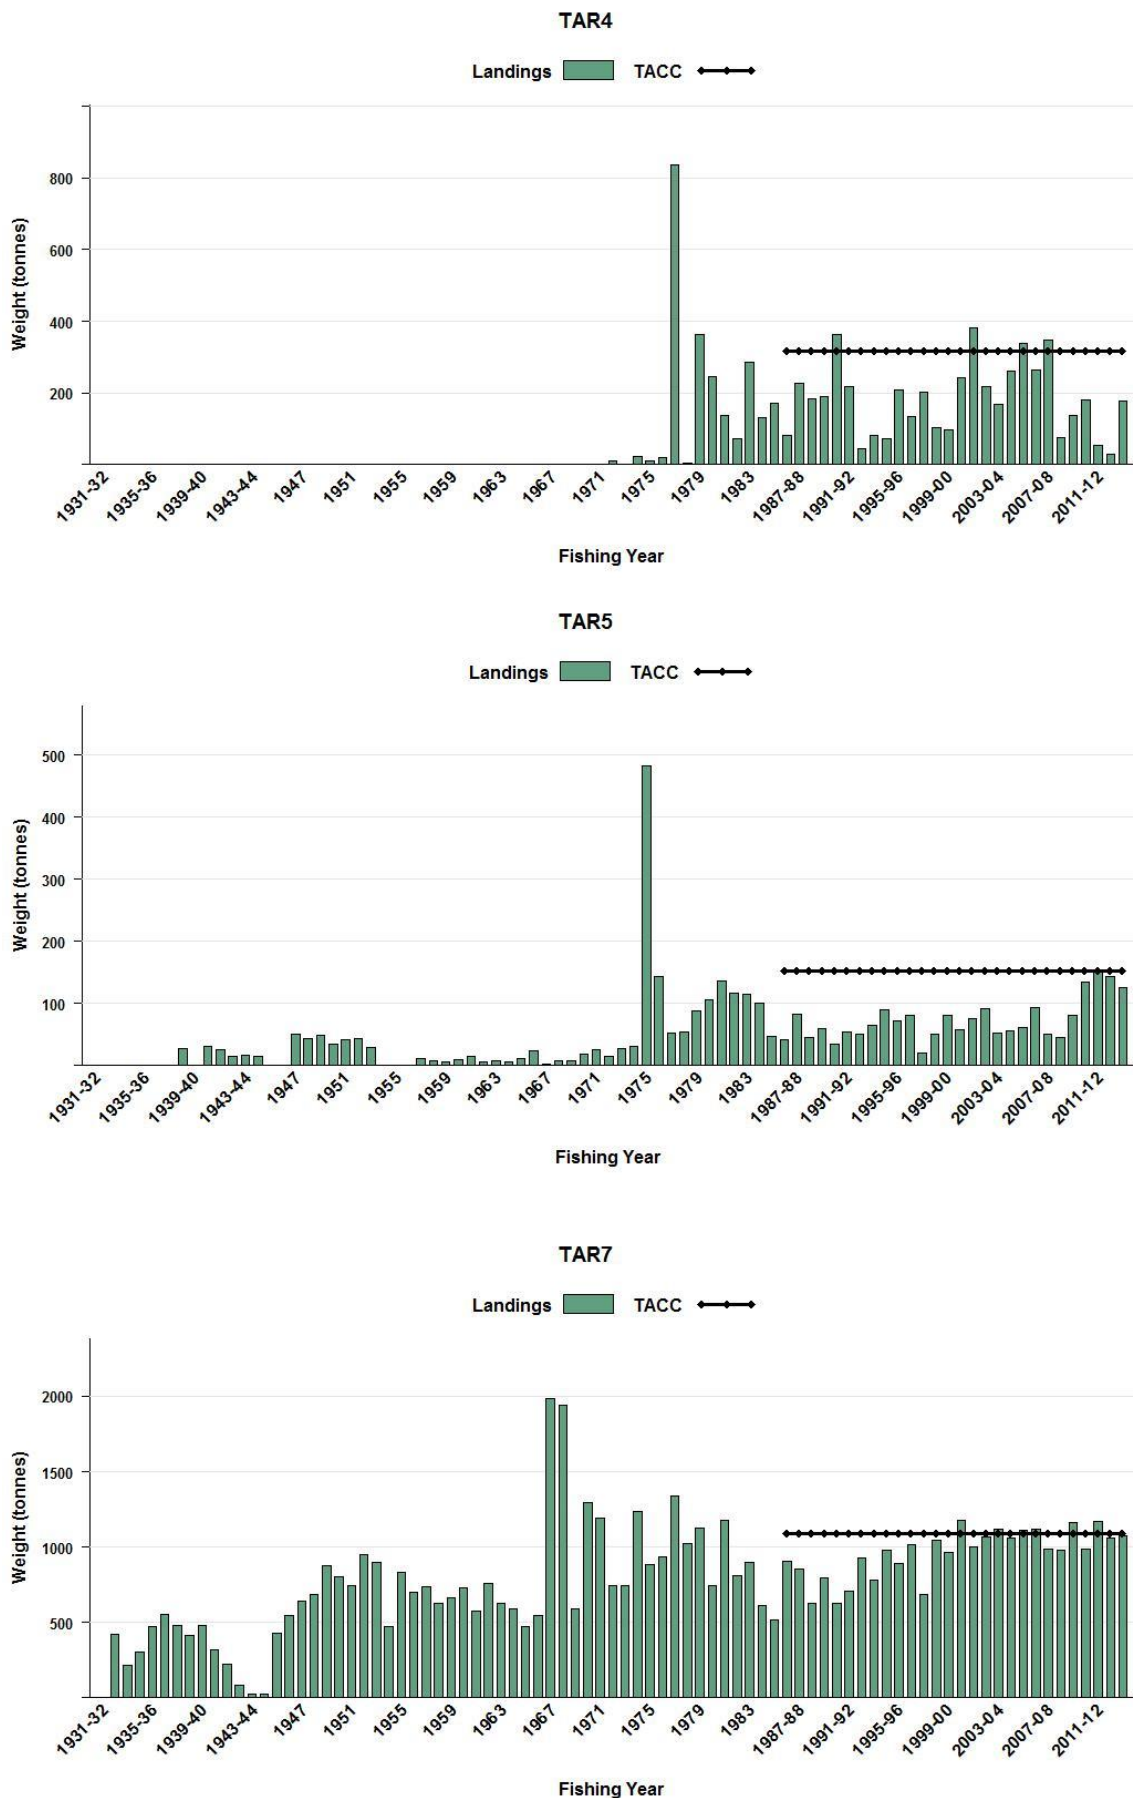 TAR4
Landings TACC
Weight (tonnes)
800
600
400
200
1931-32 1935-36 1939-40 1943-44 1947 1951 1955 1959 1963 1967 1971 1975 1979 1983 1987-88 1991-92 1995-96 1999-00 2003-04 2007-08 2011-12
Fishing Year
TAR5
Landings TACC
Weight (tonnes)
500
400
300
200
100
1931-32 1935-36 1939-40 1943-44 1947 1951 1955 1959 1963 1967 1971 1975 1979 1983 1987-88 1991-92 1995-96 1999-00 2003-04 2007-08 2011-12
Fishing Year
TAR7
Landings TACC
Weight (tonnes)
2000
1500
1000
500
1931-32 1935-36 1939-40 1943-44 1947 1951 1955 1959 1963 1967 1971 1975 1979 1983 1987-88 1991-92 1995-96 1999-00 2003-04 2007-08 2011-12
Fishing Year